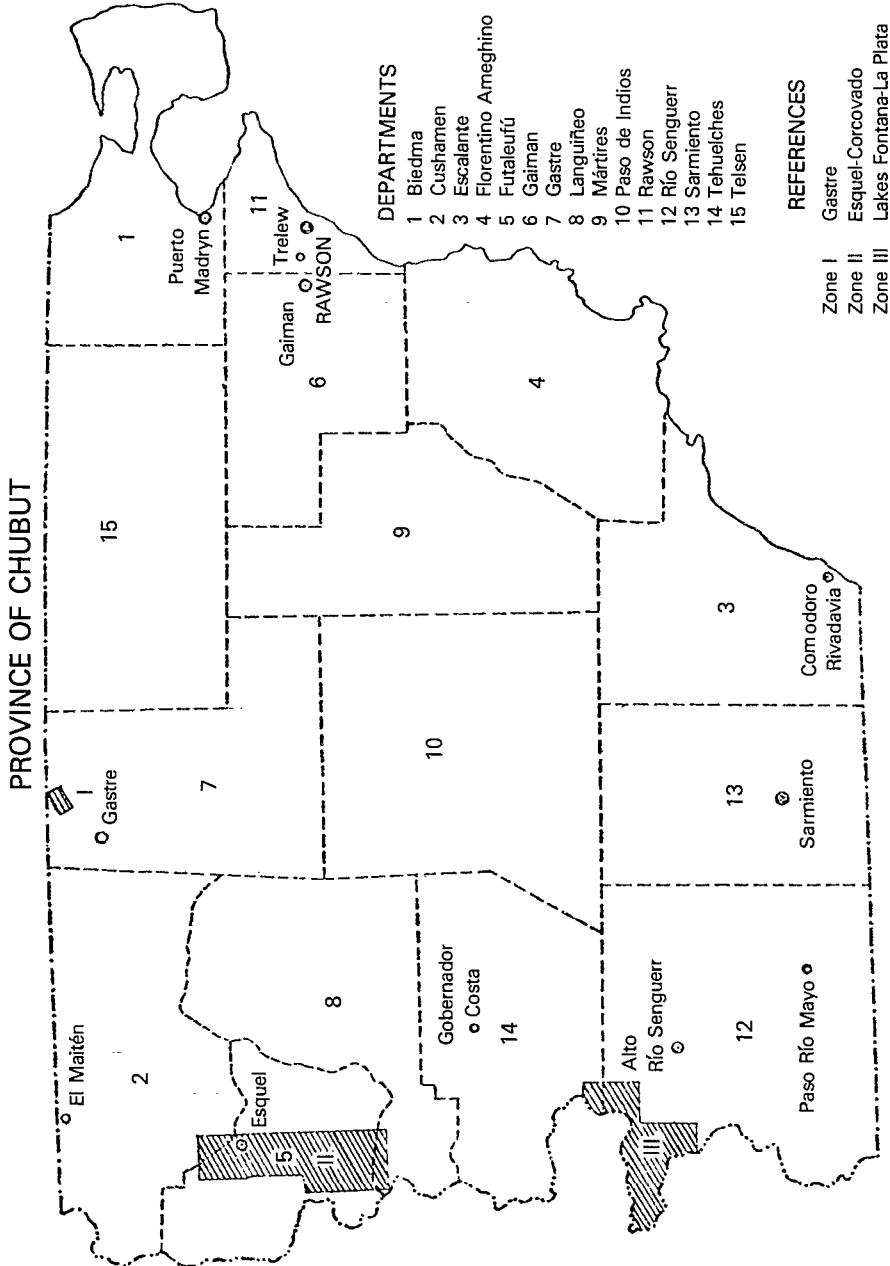 PROVINCE OF CHUBUT
El Maitén
2
Esquel
5
II
8
Gobernador
Costa
14
Alto
Río Senguerr
III
12
Paso Río Mayo
I
Gastre
7
10
13
Sarmiento
15
9
3
Comodoro
Rivadavia
1
Puerto
Madryn
11
Trelew
Gaiman
RAWSON
6
4
DEPARTMENTS
1 Biedma
2 Cushamen
3 Escalante
4 Florentino Ameghino
5 Futaleufú
6 Gaiman
7 Gastre
8 Languiñeo
9 Mártires
10 Paso de Indios
11 Rawson
12 Río Senguerr
13 Sarmiento
14 Tehuelches
15 Telsen
REFERENCES
Zone I Gastre
Zone II Esquel-Corcovado
Zone III Lakes Fontana-La Plata